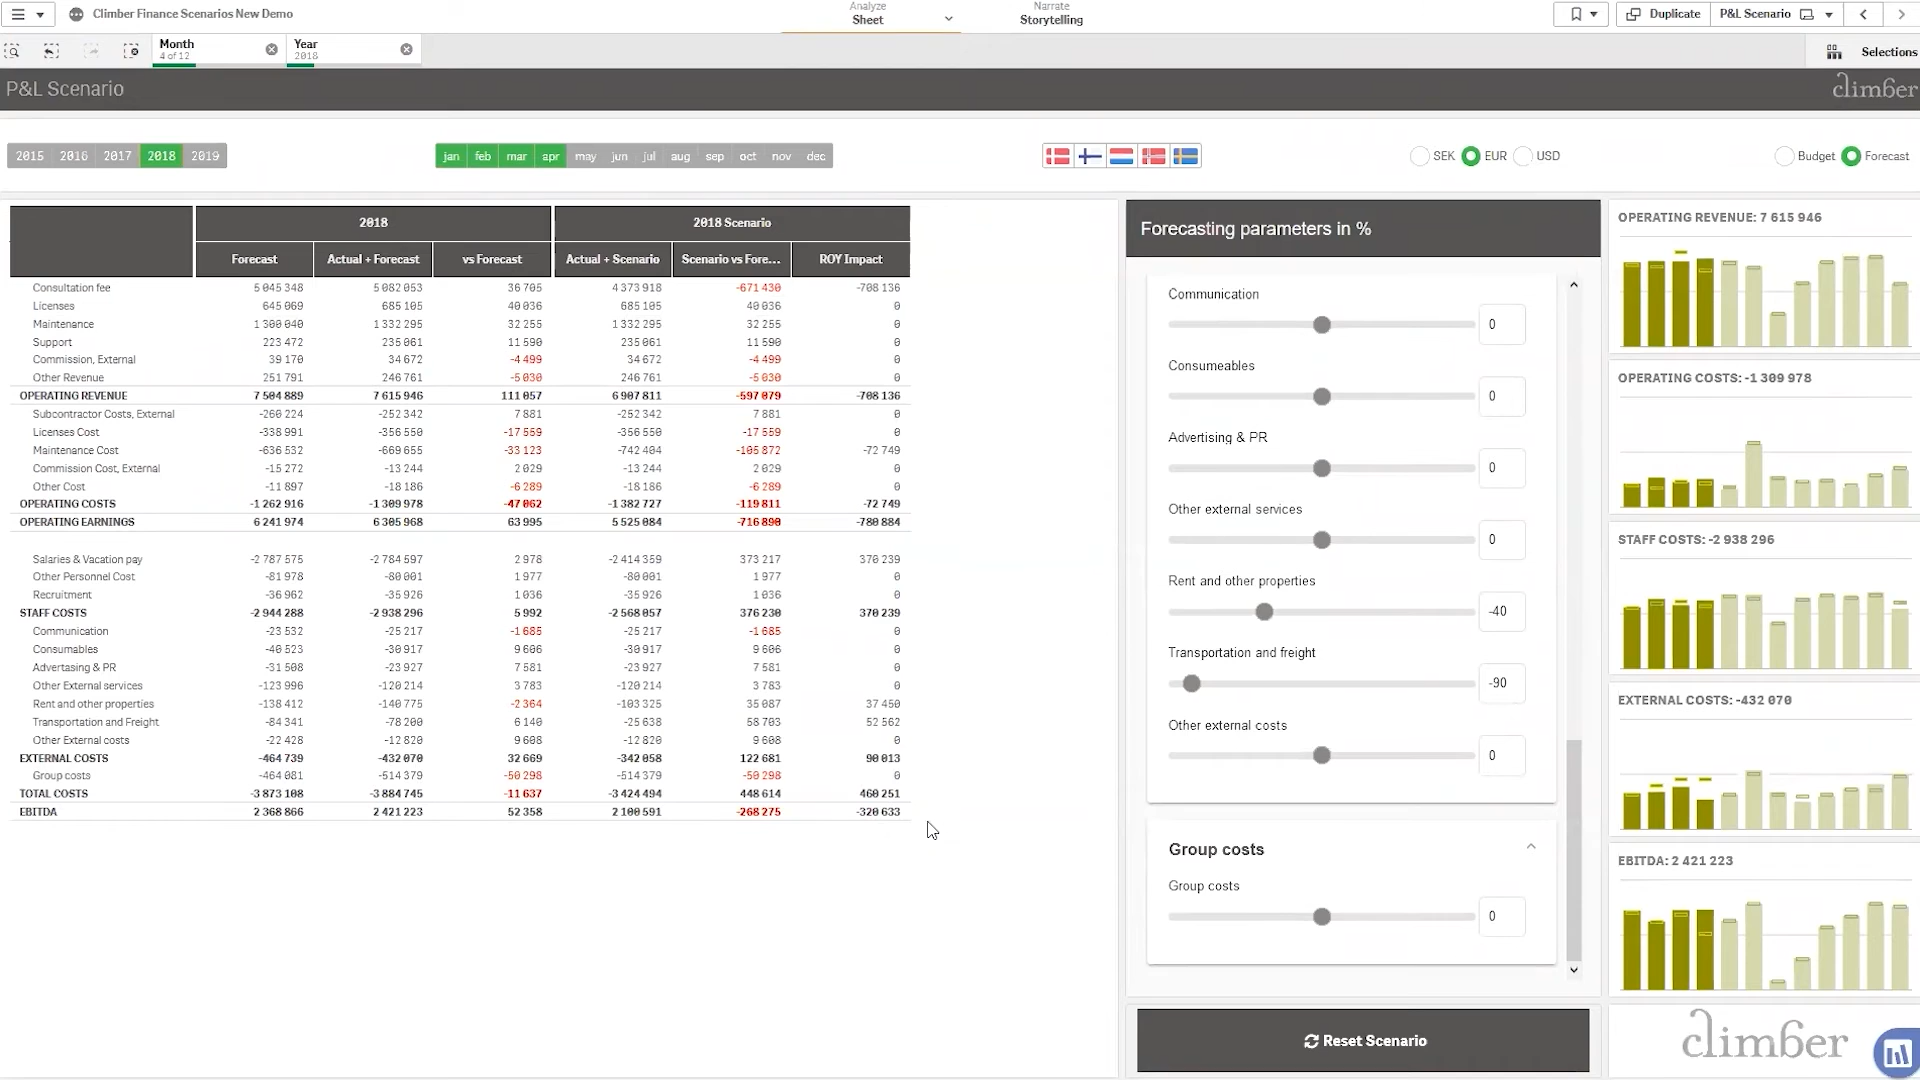 Climber Finance Scenarios New Demo
Analyze
Sheet
Narrate
Storytelling
Duplicate
P&L Scenario
Month
4 of 12
Year
2018
Selections
P&L Scenario
climber
2015 2016 2017 2018 2019
jan feb mar apr may jun jul aug sep oct nov dec
SEK EUR USD
Budget Forecast
2018 2018 Scenario
Forecast Actual + Forecast vs Forecast Actual + Scenario Scenario vs Fore... ROY Impact
Consultation fee 5 045 348 5 082 053 36 705 4 373 918 -671 430 -708 136
Licenses 645 069 685 105 40 036 685 105 40 036 0
Maintenance 1 300 040 1 332 295 32 255 1 332 295 32 255 0
Support 223 472 235 061 11 590 235 061 11 590 0
Commission, External 39 170 34 672 -4 499 34 672 -4 499 0
Other Revenue 251 791 246 761 -5 030 246 761 -5 030 0
OPERATING REVENUE 7 504 889 7 615 946 111 057 6 907 811 -597 079 -708 136
Subcontractor Costs, External -260 224 -252 342 7 881 -252 342 7 881 0
Licenses Cost -338 991 -356 550 -17 559 -356 550 -17 559 0
Maintenance Cost -636 532 -669 655 -33 123 -742 404 -105 872 -72 749
Commission Cost, External -15 272 -13 244 2 029 -13 244 2 029 0
Other Cost -11 897 -18 186 -6 289 -18 186 -6 289 0
OPERATING COSTS -1 262 916 -1 309 978 -47 062 -1 382 727 -119 811 -72 749
OPERATING EARNINGS 6 241 974 6 305 968 63 995 5 525 084 -716 890 -780 884
Salaries & Vacation pay -2 787 575 -2 784 597 2 978 -2 414 359 373 217 370 239
Other Personnel Cost -81 978 -80 001 1 977 -80 001 1 977 0
Recruitment -36 962 -35 926 1 036 -35 926 1 036 0
STAFF COSTS -2 944 288 -2 938 296 5 992 -2 568 057 376 230 370 239
Communication -23 532 -25 217 -1 685 -25 217 -1 685 0
Consumables -40 523 -30 917 9 606 -30 917 9 606 0
Advertasing & PR -31 508 -23 927 7 581 -23 927 7 581 0
Other External services -123 996 -120 214 3 783 -120 214 3 783 0
Rent and other properties -138 412 -140 775 -2 364 -103 325 35 087 37 450
Transportation and Freight -84 341 -78 200 6 140 -25 638 58 703 52 562
Other External costs -22 428 -12 820 9 608 -12 820 9 608 0
EXTERNAL COSTS -464 739 -432 070 32 669 -342 058 122 681 90 013
Group costs -464 081 -514 379 -50 298 -514 379 -50 298 0
TOTAL COSTS -3 873 108 -3 884 745 -11 637 -3 424 494 448 614 460 251
EBITDA 2 368 866 2 421 223 52 358 2 100 591 -268 275 -320 633
Forecasting parameters in %
Communication
0
Consumeables
0
Advertising & PR
0
Other external services
0
Rent and other properties
-40
Transportation and freight
-90
Other external costs
0
Group costs
Group costs
0
Reset Scenario
OPERATING REVENUE: 7 615 946
OPERATING COSTS: -1 309 978
STAFF COSTS: -2 938 296
EXTERNAL COSTS: -432 070
EBITDA: 2 421 223
climber